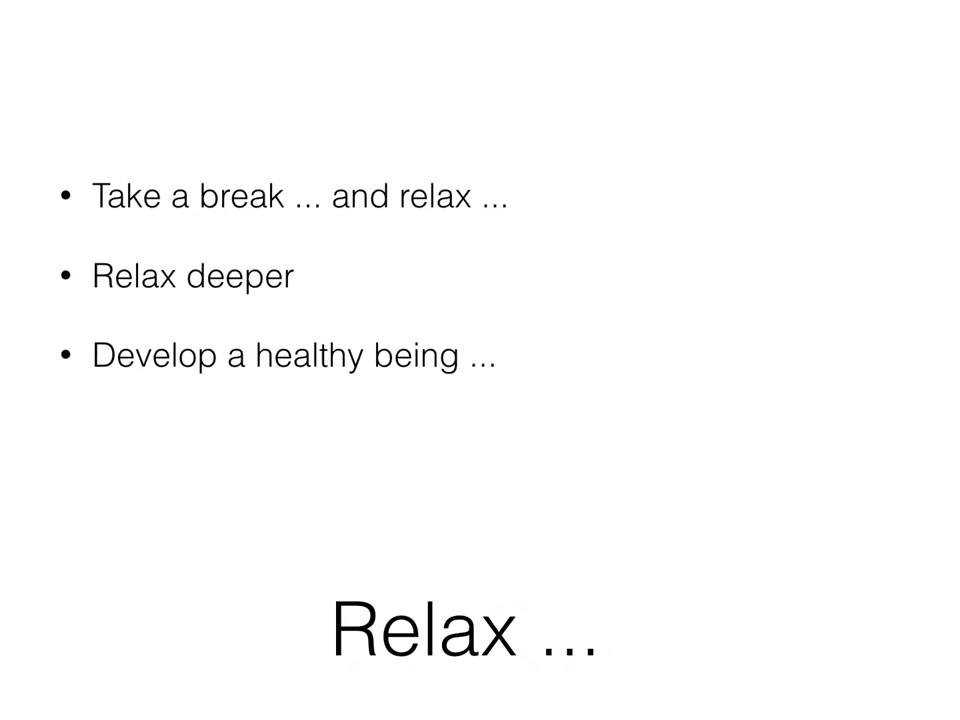 • Take a break ... and relax ...
• Relax deeper
• Develop a healthy being ...
Relax ...